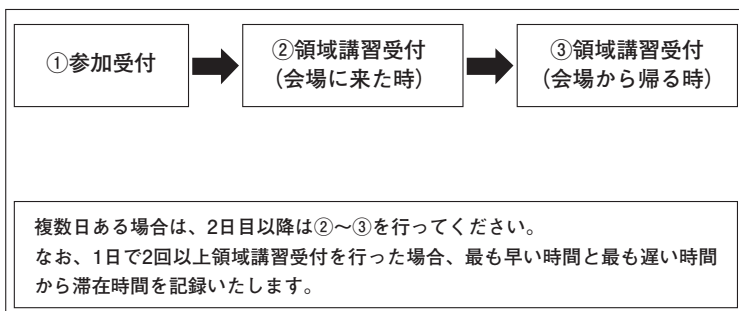 ①参加受付
②領域講習受付
(会場に来た時)
③領域講習受付
(会場から帰る時)
複数日ある場合は、2日目以降は②～③を行ってください。
なお、1日で2回以上領域講習受付を行った場合、最も早い時間と最も遅い時間
から滞在時間を記録いたします。